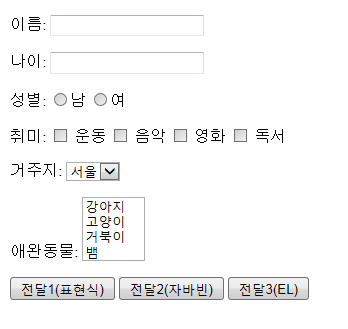 이름:
나이:
성별: 남 여
취미: 운동 음악 영화 독서
거주지: 서울
강아지
고양이
거북이
애완동물: 뱀
전달1(표현식) 전달2(자바빈) 전달3(EL)